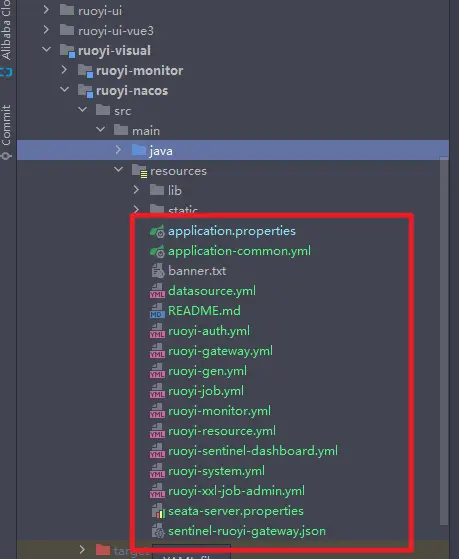 Alibaba Clo
Commit
ruoyi-ui
ruoyi-ui-vue3
ruoyi-visual
ruoyi-monitor
ruoyi-nacos
src
main
java
resources
lib
static
application.properties
application-common.yml
banner.txt
datasource.yml
README.md
ruoyi-auth.yml
ruoyi-gateway.yml
ruoyi-gen.yml
ruoyi-job.yml
ruoyi-monitor.yml
ruoyi-resource.yml
ruoyi-sentinel-dashboard.yml
ruoyi-system.yml
ruoyi-xxl-job-admin.yml
seata-server.properties
sentinel-ruoyi-gateway.json
target